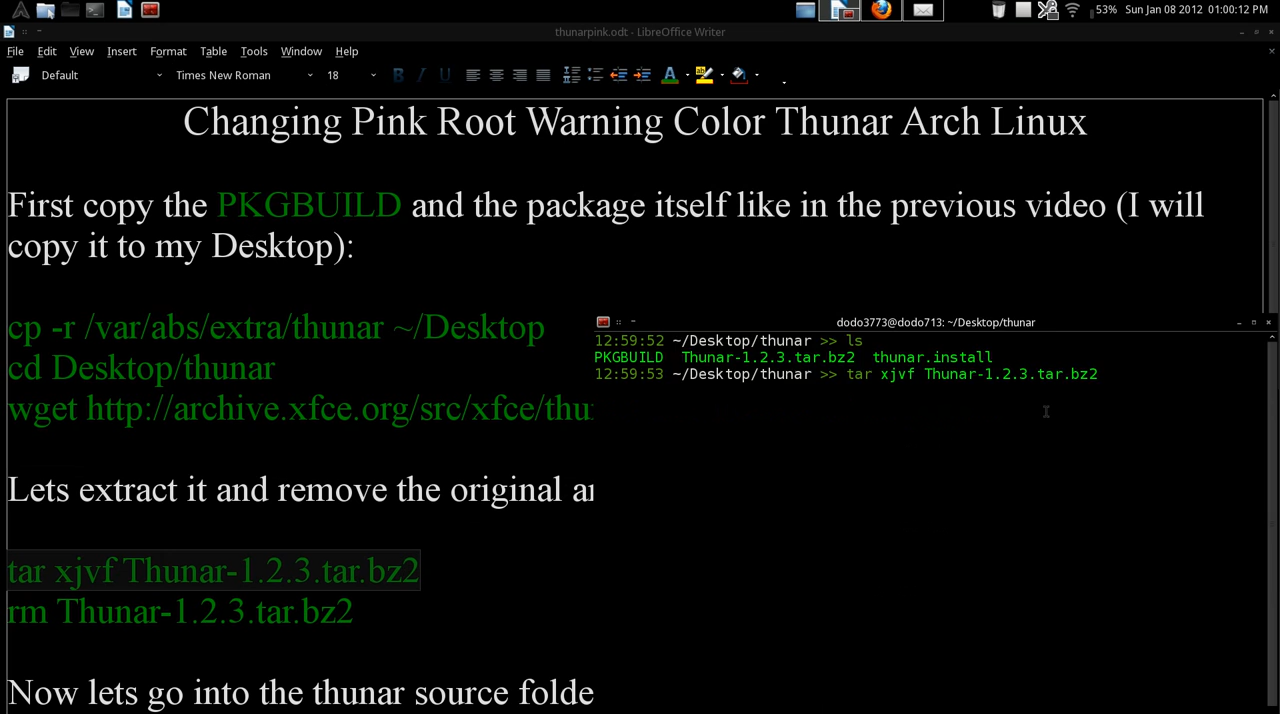 53% Sun Jan 08 2012 01:00:12 PM
thunarpink.odt - LibreOffice Writer
File Edit View Insert Format Table Tools Window Help
Default Times New Roman 18
Changing Pink Root Warning Color Thunar Arch Linux
First copy the PKGBUILD and the package itself like in the previous video (I will
copy it to my Desktop):
cp -r /var/abs/extra/thunar ~/Desktop
cd Desktop/thunar
wget http://archive.xfce.org/src/xfce/thu
Lets extract it and remove the original
tar xjvf Thunar-1.2.3.tar.bz2
rm Thunar-1.2.3.tar.bz2
Now lets go into the thunar source folde
dodo3773@dodo713: ~/Desktop/thunar
12:59:52 ~/Desktop/thunar >> ls
PKGBUILD Thunar-1.2.3.tar.bz2 thunar.install
12:59:53 ~/Desktop/thunar >> tar xjvf Thunar-1.2.3.tar.bz2